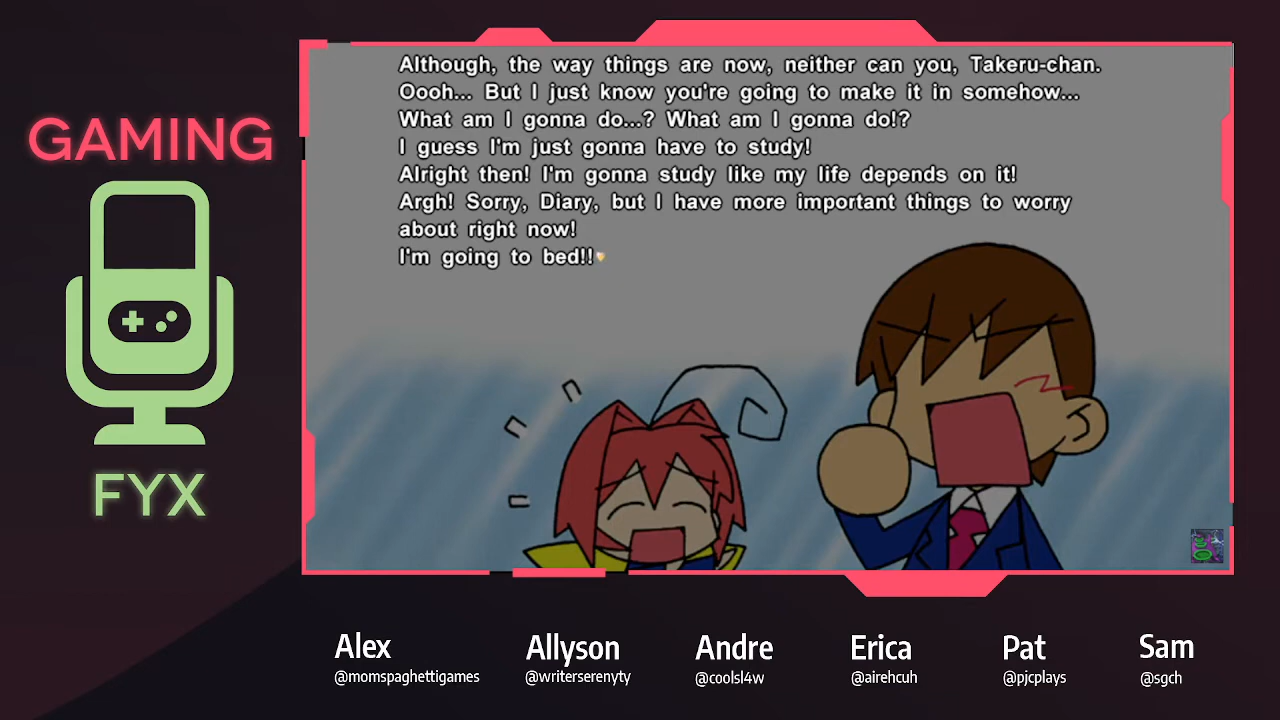 GAMING
FYX
Although, the way things are now, neither can you, Takeru-chan.
Oooh... But I just know you're going to make it in somehow...
What am I gonna do...? What am I gonna do!?
I guess I'm just gonna have to study!
Alright then! I'm gonna study like my life depends on it!
Argh! Sorry, Diary, but I have more important things to worry
about right now!
I'm going to bed!!
Alex Allyson Andre Erica Pat Sam
@momspaghettigames @writerserenyty @coolsl4w @airehcuh @pjcplays @sgch